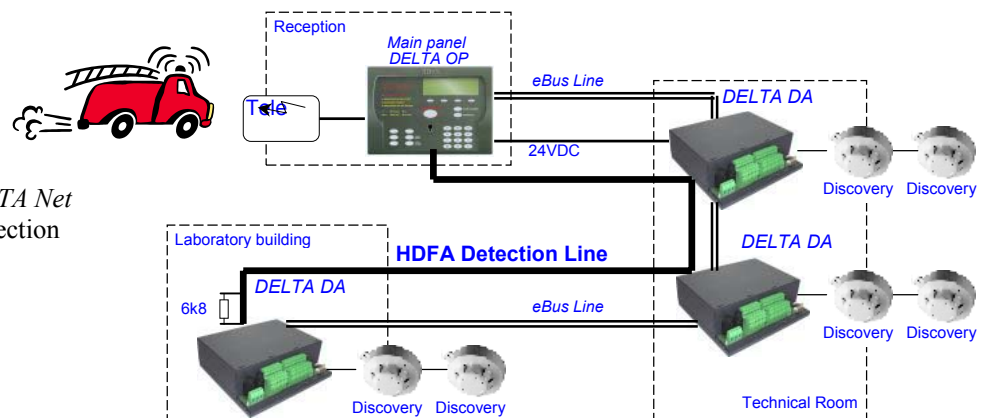 Reception
Main panel
DELTA OP
Tele
eBus Line
DELTA DA
24VDC
Discovery Discovery
TA Net
ection
Laboratory building
HDFA Detection Line
DELTA DA
DELTA DA
6k8
eBus Line
Discovery Discovery
Discovery Discovery
Technical Room